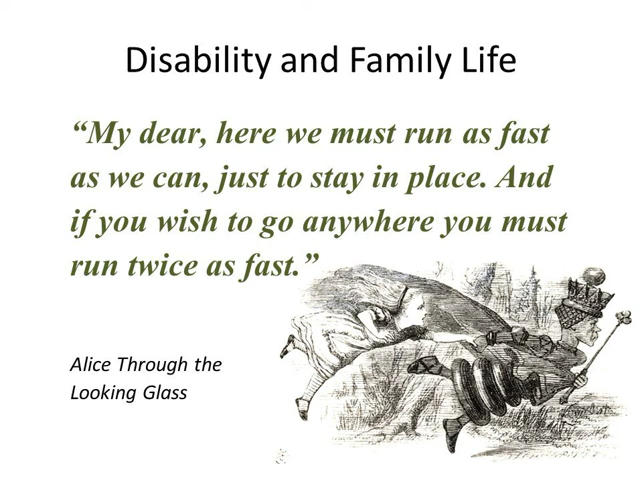 Disability and Family Life
“My dear, here we must run as fast
as we can, just to stay in place. And
if you wish to go anywhere you must
run twice as fast.”
Alice Through the
Looking Glass